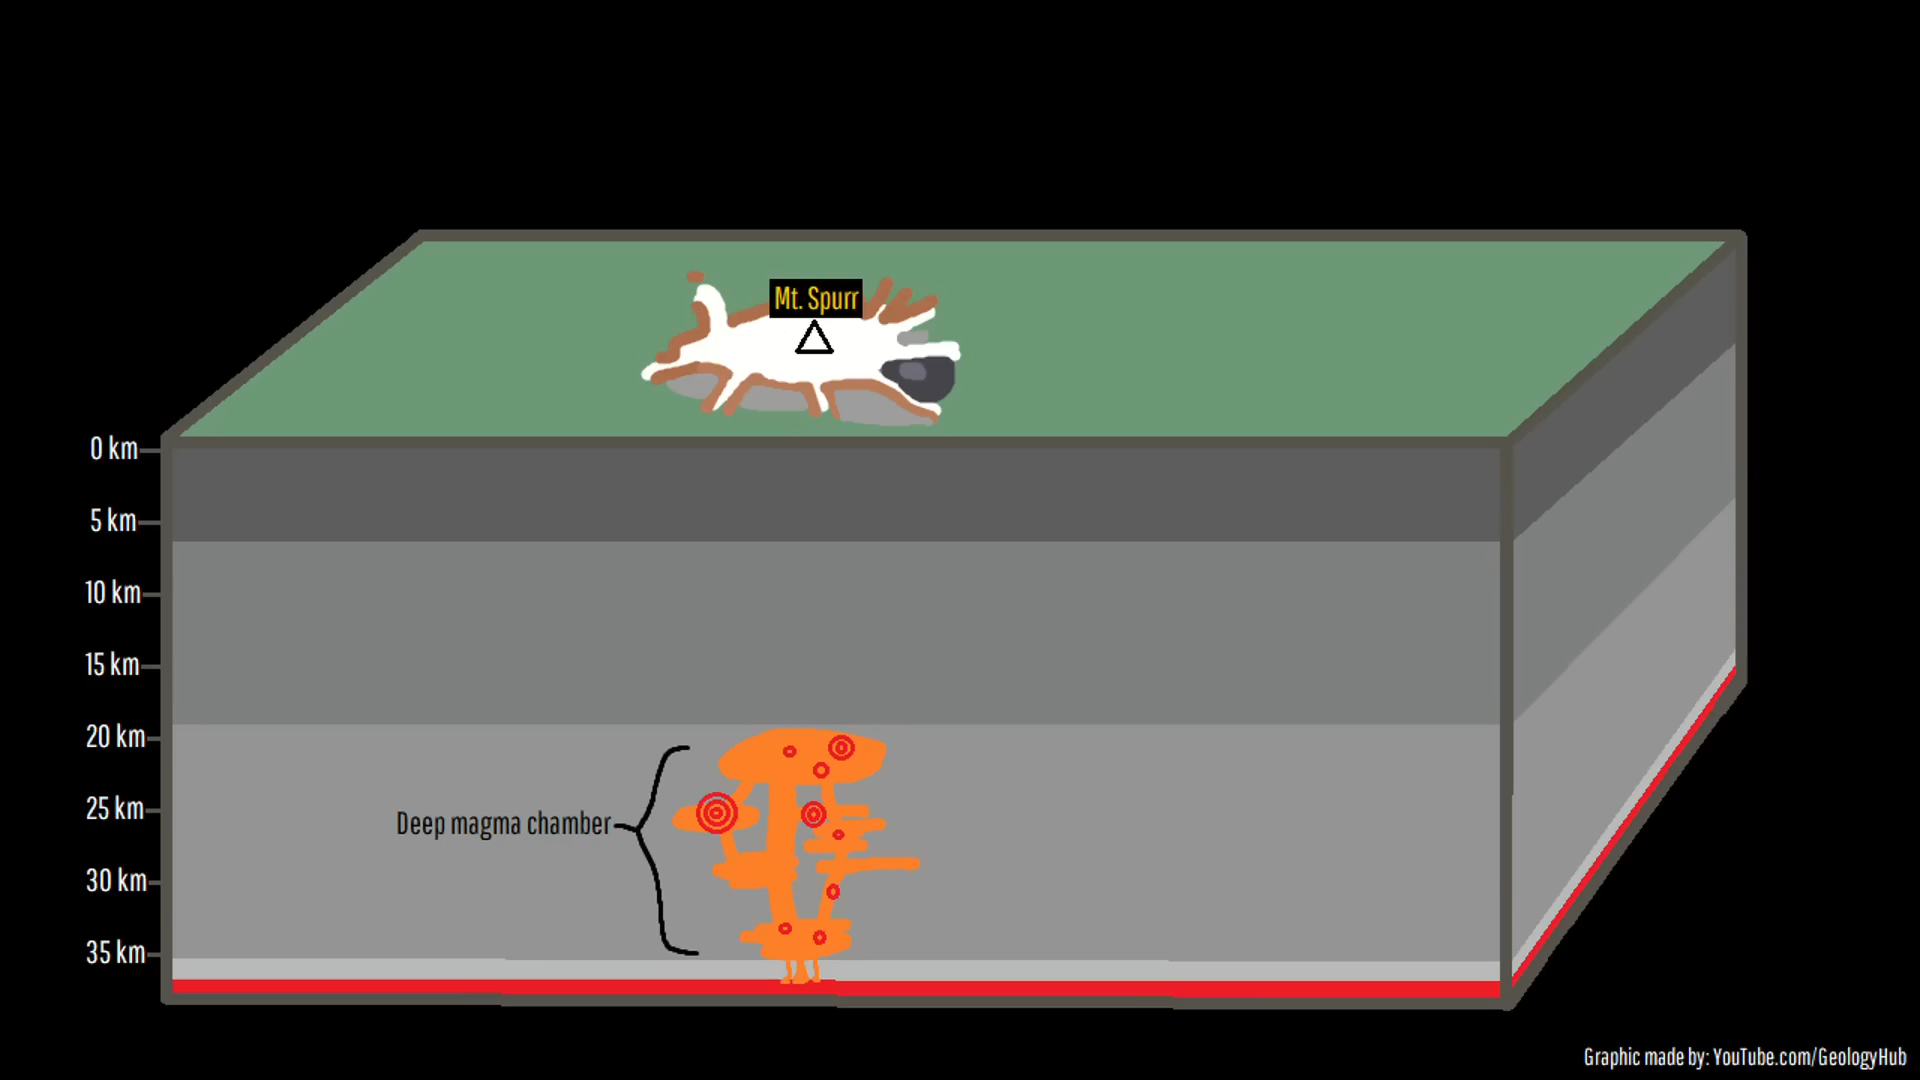 Mt. Spurr
0 km
5 km
10 km
15 km
20 km
25 km
Deep magma chamber
30 km
35 km
Graphic made by: YouTube.com/GeologyHub